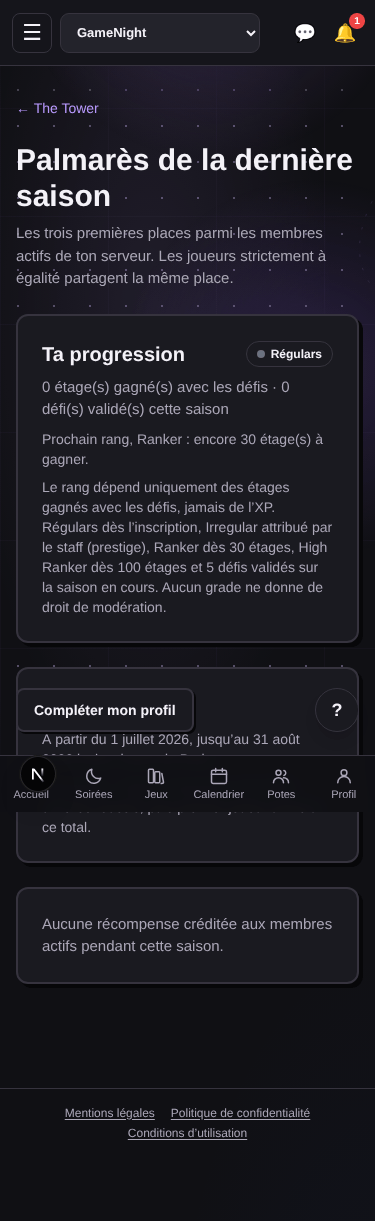 ☰
GameNight
1
← The Tower
Palmarès de la dernière
saison
Les trois premières places parmi les membres
actifs de ton serveur. Les joueurs strictement à
égalité partagent la même place.
Ta progression
Régulars
0 étage(s) gagné(s) avec les défis · 0
défi(s) validé(s) cette saison
Prochain rang, Ranker : encore 30 étage(s) à
gagner.
Le rang dépend uniquement des étages
gagnés avec les défis, jamais de l’XP.
Régulars dès l’inscription, Irregular attribué par
le staff (prestige), Ranker dès 30 étages, High
Ranker dès 100 étages et 5 défis validés sur
la saison en cours. Aucun grade ne donne de
droit de modération.
Compléter mon profil
?
A partir du 1 juillet 2026, jusqu’au 31 août
N
Accueil
Soirées
Jeux
Calendrier
Potes
Profil
ce total.
Aucune récompense créditée aux membres
actifs pendant cette saison.
Mentions légales
Politique de confidentialité
Conditions d’utilisation